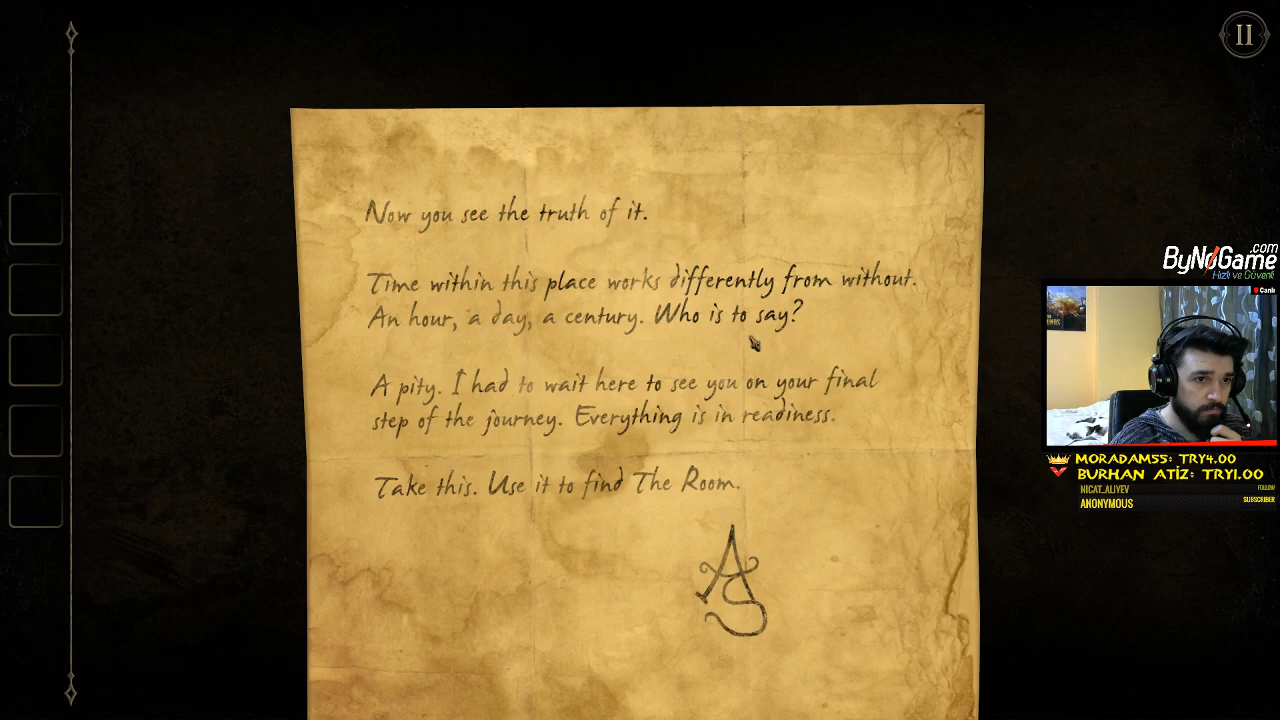 Now you see the truth of it.
Time within this place works differently from without.
An hour, a day, a century. Who is to say?
A pity. I had to wait here to see you on your final
step of the journey. Everything is in readiness.
Take this. Use it to find The Room.
AS
ByNoGame
.com
Hızlı ve Güvenli
Canlı
MORADAM55: TRY4.00
BURHAN ATİZ: TRY1.00
NICAT_ALIYEV FOLLOW
ANONYMOUS SUBSCRIBER